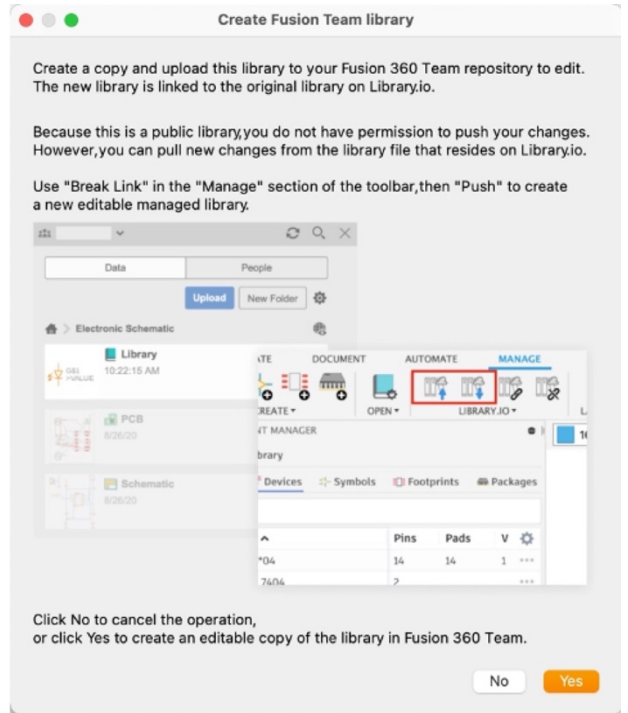 Create Fusion Team library
Create a copy and upload this library to your Fusion 360 Team repository to edit.
The new library is linked to the original library on Library.io.
Because this is a public library,you do not have permission to push your changes.
However,you can pull new changes from the library file that resides on Library.io.
Use "Break Link" in the "Manage" section of the toolbar,then "Push" to create
a new editable managed library.
Data People
Upload New Folder
> Electronic Schematic
Library
10:22:15 AM
GS1
>VALUE
PCB
8/26/20
Schematic
8/26/20
ATE DOCUMENT AUTOMATE MANAGE
CREATE OPEN LIBRARY.IO
NT MANAGER
brary
16
Devices Symbols Footprints Packages
Pins Pads V
*04 14 14 1 ...
7404 2 ...
Click No to cancel the operation,
or click Yes to create an editable copy of the library in Fusion 360 Team.
No Yes